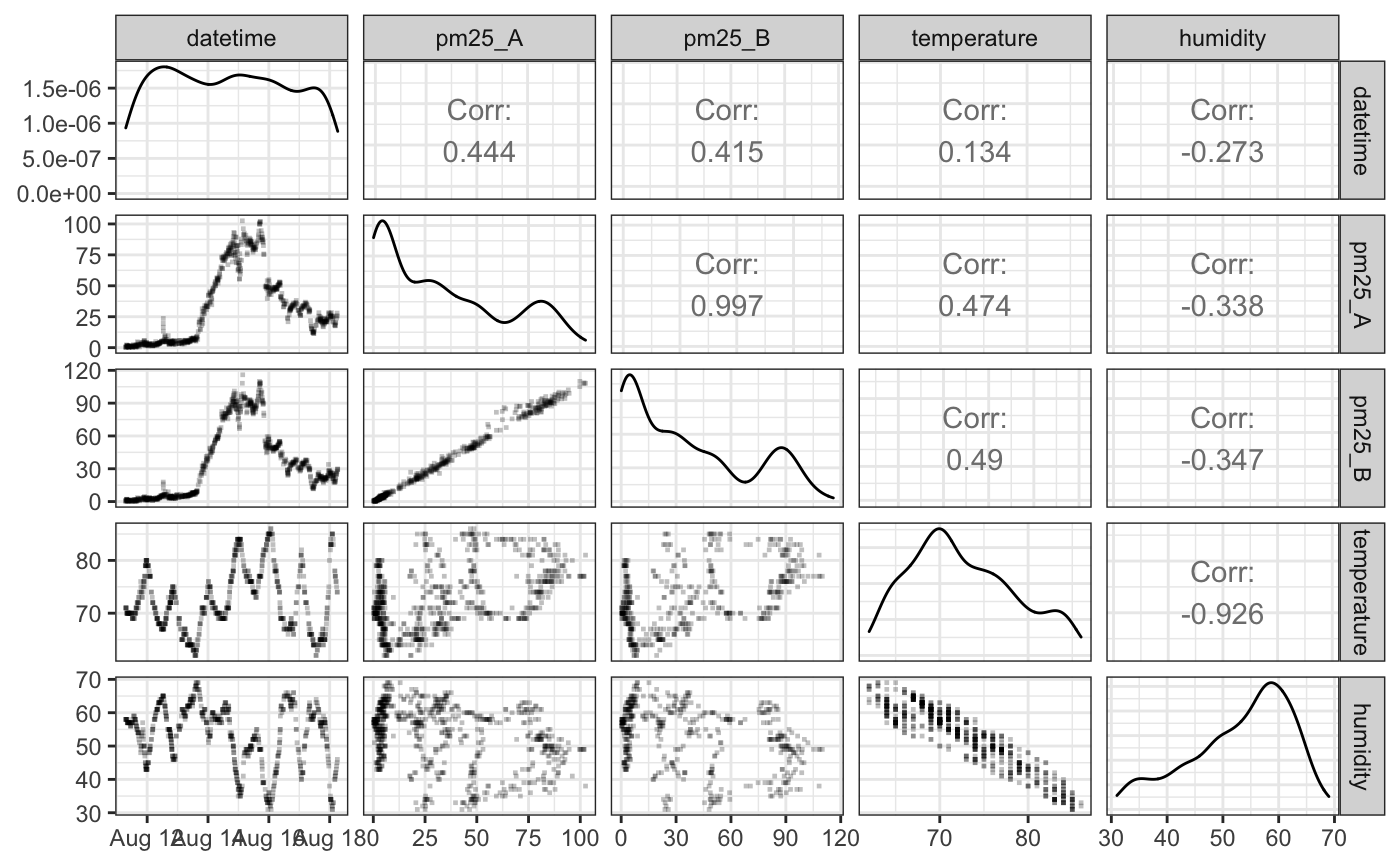 datetime pm25_A pm25_B temperature humidity
1.5e-06
1.0e-06
5.0e-07
0.0e+00
Corr: Corr: Corr: Corr:
0.444 0.415 0.134 -0.273
datetime
100
75
50
25
0
Corr: Corr: Corr:
0.997 0.474 -0.338
pm25_A
120
90
60
30
0
Corr: Corr:
0.49 -0.347
pm25_B
80
70
Corr:
-0.926
temperature
70
60
50
40
30
humidity
Aug 12 Aug 14 Aug 16 Aug 18 0 25 50 75 100 0 30 60 90 120 70 80 30 40 50 60 70